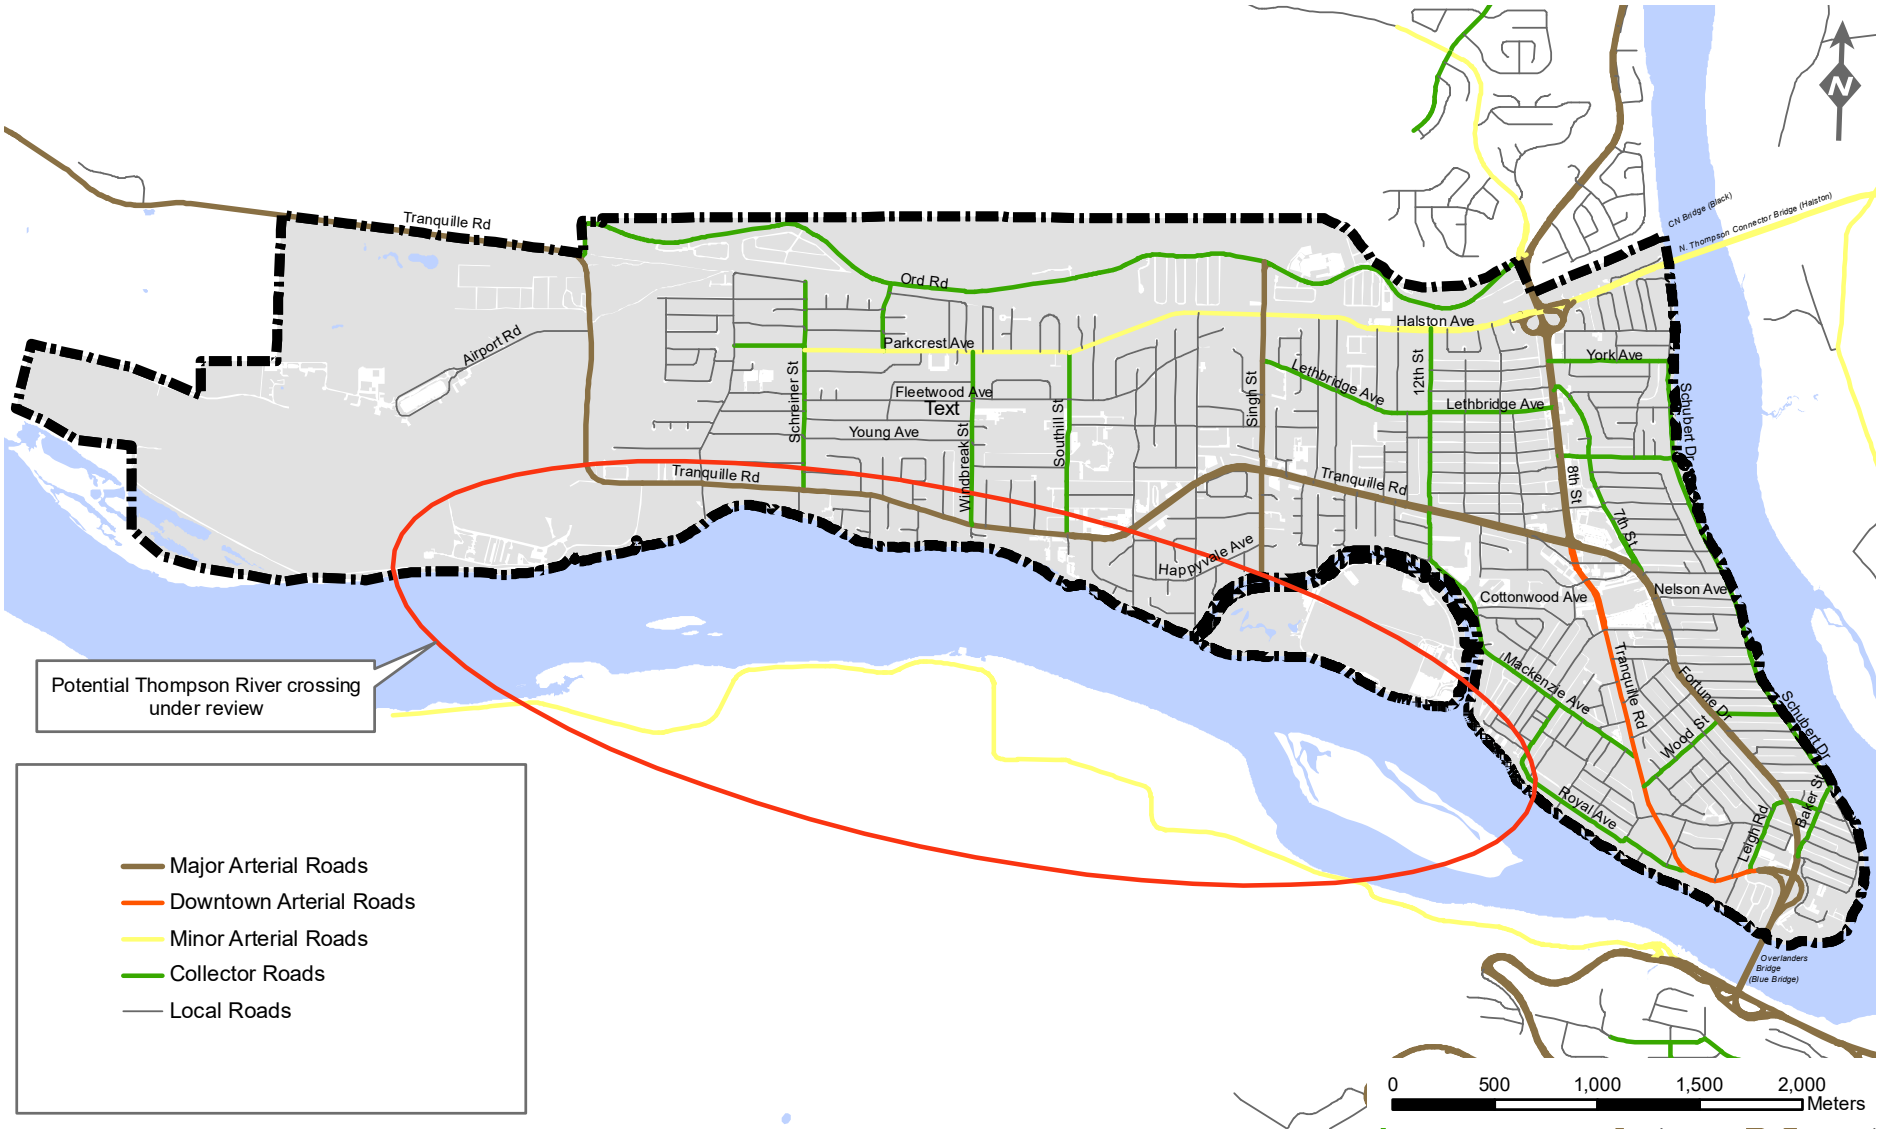 N
CN Bridge (Black)
N. Thompson Connector Bridge (Halston)
Tranquille Rd
Ord Rd
Airport Rd
Halston Ave
Parkcrest Ave
York Ave
Schreiner St
Fleetwood Ave
Text
Young Ave
Windbreak St
Southill St
Singh St
Lethbridge Ave
12th St
Lethbridge Ave
Schubert Dr
Tranquille Rd
Tranquille Rd
8th St
7th St
Happyvale Ave
Cottonwood Ave
Nelson Ave
Mackenzie Ave
Tranquille Rd
Fortune Dr
Wood St
Schubert Dr
Royal Ave
Leigh Rd
Baker St
Potential Thompson River crossing
under review
Major Arterial Roads
Downtown Arterial Roads
Minor Arterial Roads
Collector Roads
Local Roads
Overlanders
Bridge
(Blue Bridge)
0 500 1,000 1,500 2,000
Meters